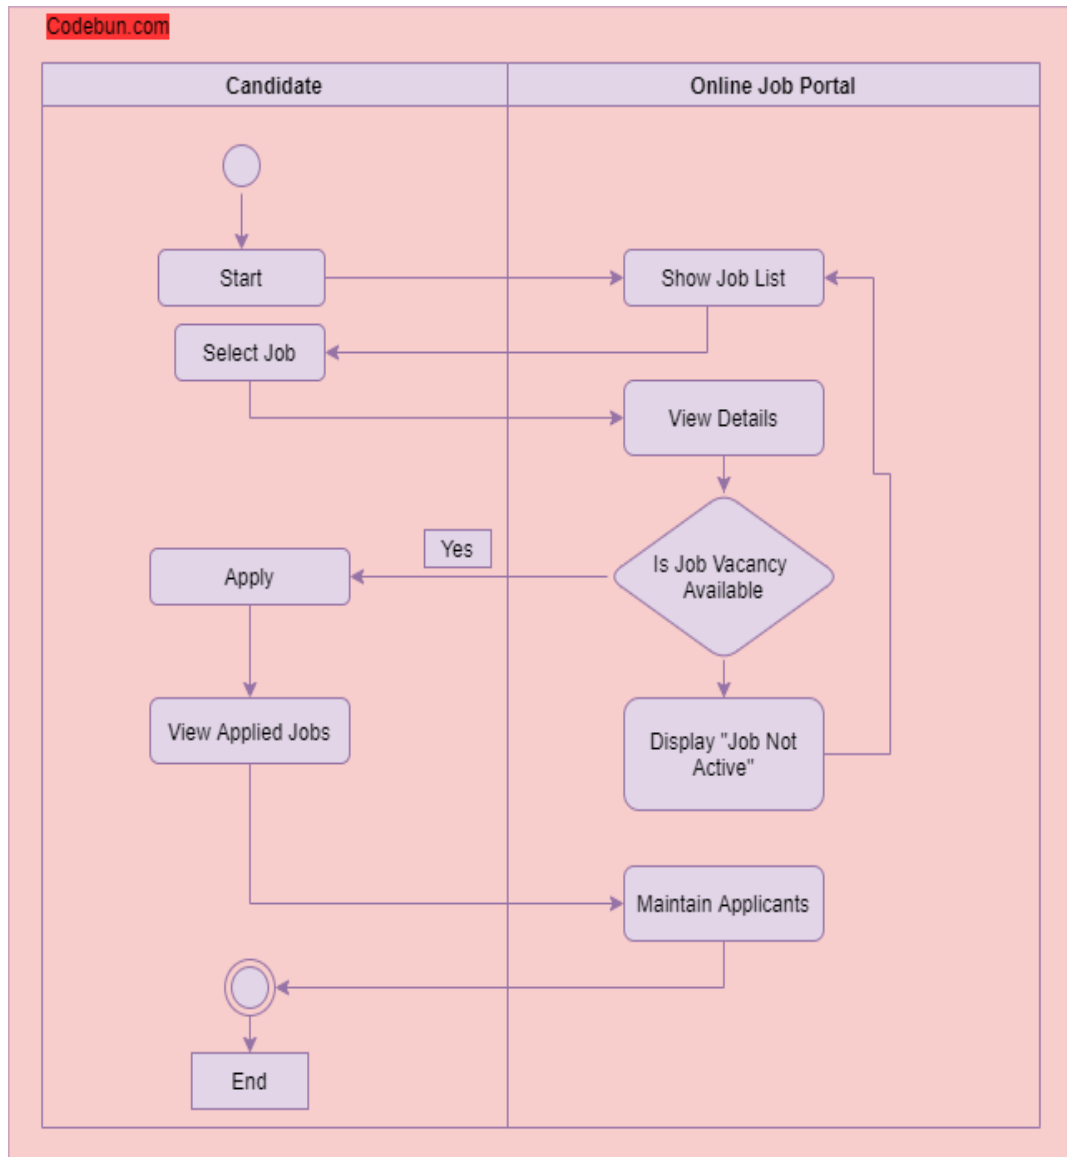 Codebun.com
Candidate
Online Job Portal
Start
Show Job List
Select Job
View Details
Yes
Is Job Vacancy
Available
Apply
View Applied Jobs
Display "Job Not
Active"
Maintain Applicants
End